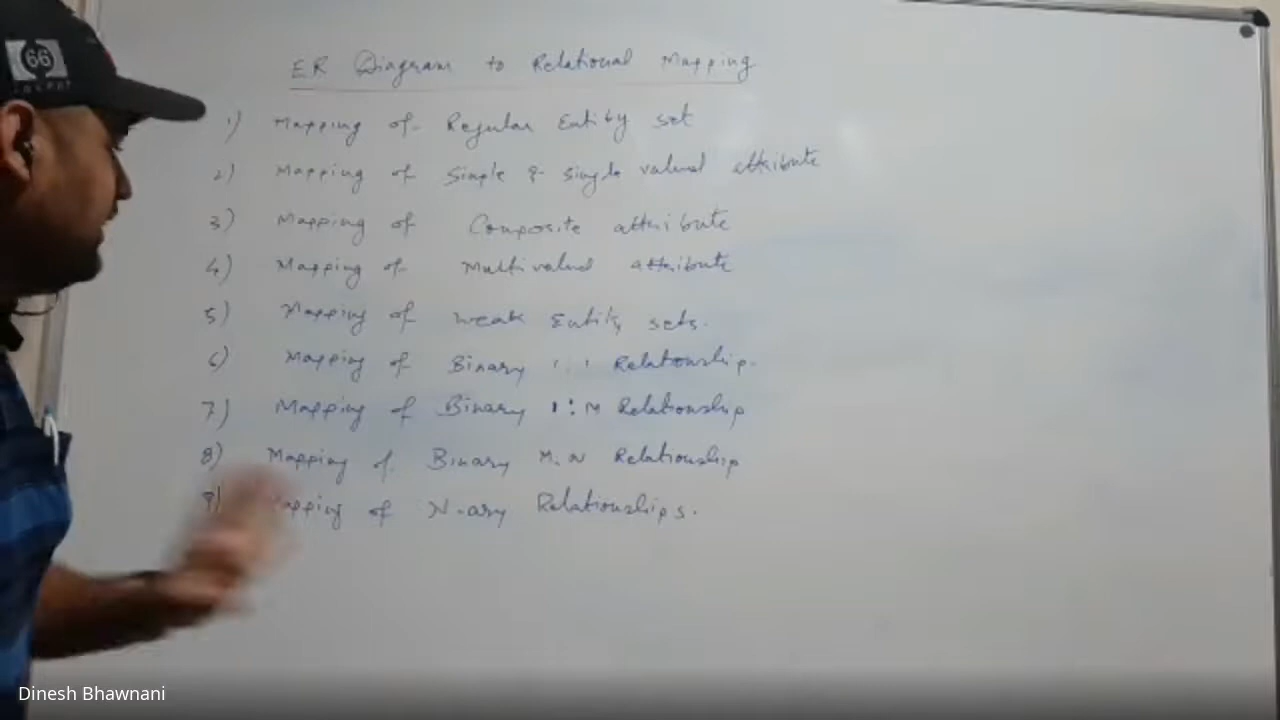 66
ER Diagram to Relational Mapping
1) Mapping of Regular Entity set
2) Mapping of Simple & single valued attribute
3) Mapping of Composite attribute
4) Mapping of Multivalued attribute
5) Mapping of weak Entity sets.
6) Mapping of Binary 1:1 Relationship.
7) Mapping of Binary 1:M Relationship
8) Mapping of Binary M:N Relationship
9) Mapping of N-ary Relationships.
Dinesh Bhawnani